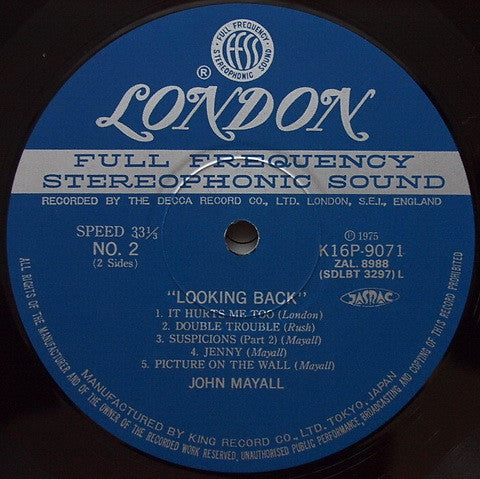 FULL FREQUENCY
ffss
STEREOPHONIC SOUND
®
LONDON
FULL FREQUENCY
STEREOPHONIC SOUND
RECORDED BY THE DECCA RECORD CO., LTD. LONDON, S.E.I., ENGLAND
SPEED 33⅓
NO. 2
(2 Sides)
Ⓟ 1975
K16P-9071
ZAL. 8988
(SDLBT 3297) L
JASRAC
"LOOKING BACK"
1. IT HURTS ME TOO (London)
2. DOUBLE TROUBLE (Rush)
3. SUSPICIONS (Part 2) (Mayall)
4. JENNY (Mayall)
5. PICTURE ON THE WALL (Mayall)
JOHN MAYALL
MANUFACTURED BY KING RECORD CO., LTD. TOKYO, JAPAN
ALL RIGHTS OF THE MANUFACTURER AND OF THE OWNER OF THE RECORDED WORK RESERVED, UNAUTHORISED PUBLIC PERFORMANCE, BROADCASTING AND COPYING OF THIS RECORD PROHIBITED